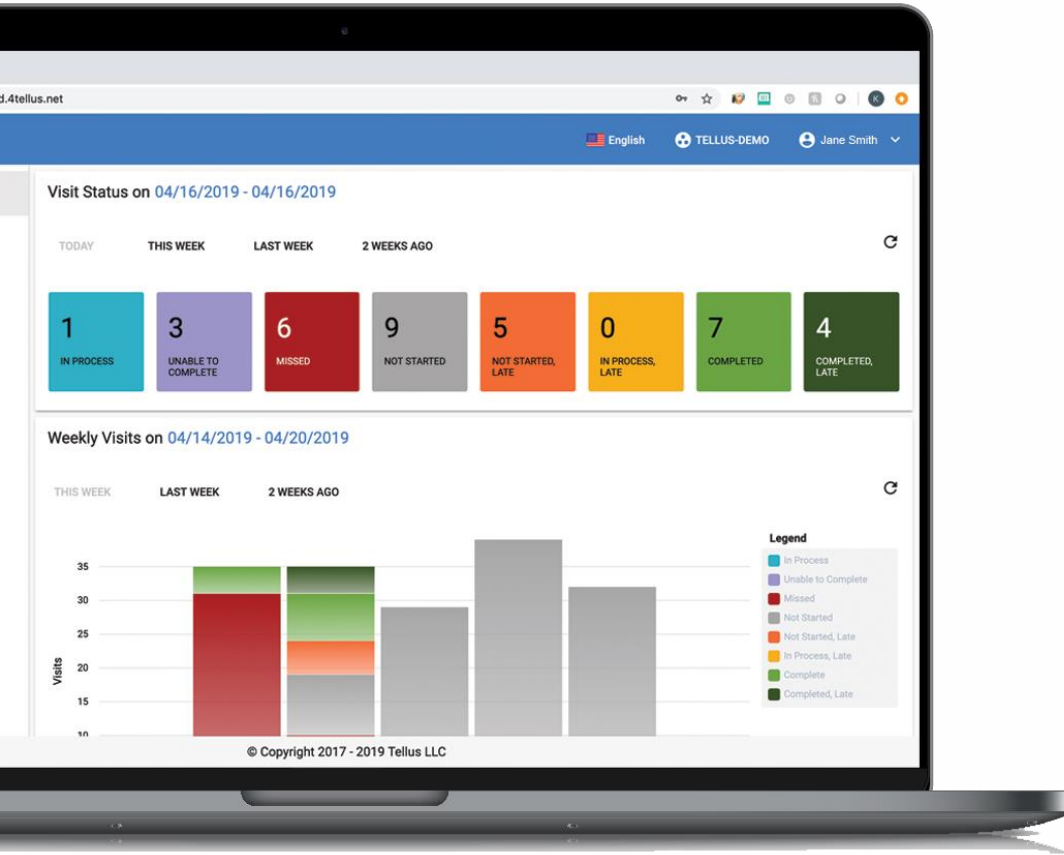 d.4tellus.net
K
English
TELLUS-DEMO
Jane Smith
Visit Status on 04/16/2019 - 04/16/2019
TODAY
THIS WEEK
LAST WEEK
2 WEEKS AGO
1
IN PROCESS
3
UNABLE TO
COMPLETE
6
MISSED
9
NOT STARTED
5
NOT STARTED,
LATE
0
IN PROCESS,
LATE
7
COMPLETED
4
COMPLETED,
LATE
Weekly Visits on 04/14/2019 - 04/20/2019
THIS WEEK
LAST WEEK
2 WEEKS AGO
Visits
35
30
25
20
15
10
Legend
In Process
Unable to Complete
Missed
Not Started
Not Started, Late
In Process, Late
Complete
Completed, Late
© Copyright 2017 - 2019 Tellus LLC